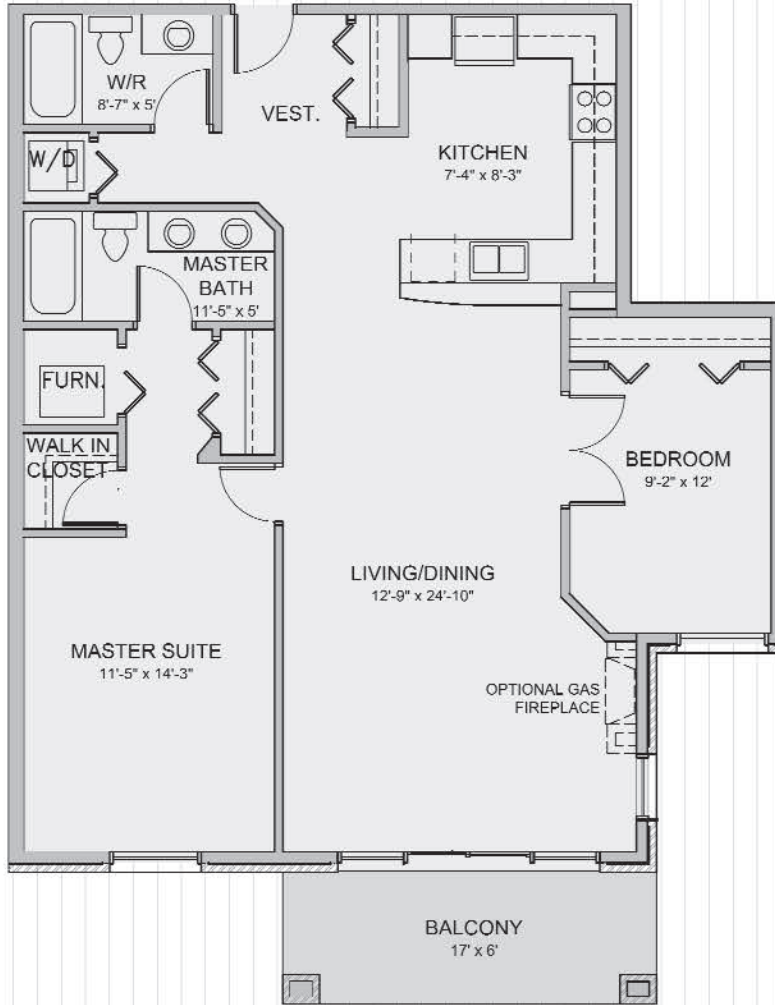 W/R
8'-7" x 5'
VEST.
KITCHEN
7'-4" x 8'-3"
W/D
MASTER
BATH
11'-5" x 5'
FURN.
WALK IN
CLOSET
BEDROOM
9'-2" x 12'
LIVING/DINING
12'-9" x 24'-10"
MASTER SUITE
11'-5" x 14'-3"
OPTIONAL GAS
FIREPLACE
BALCONY
17' x 6'